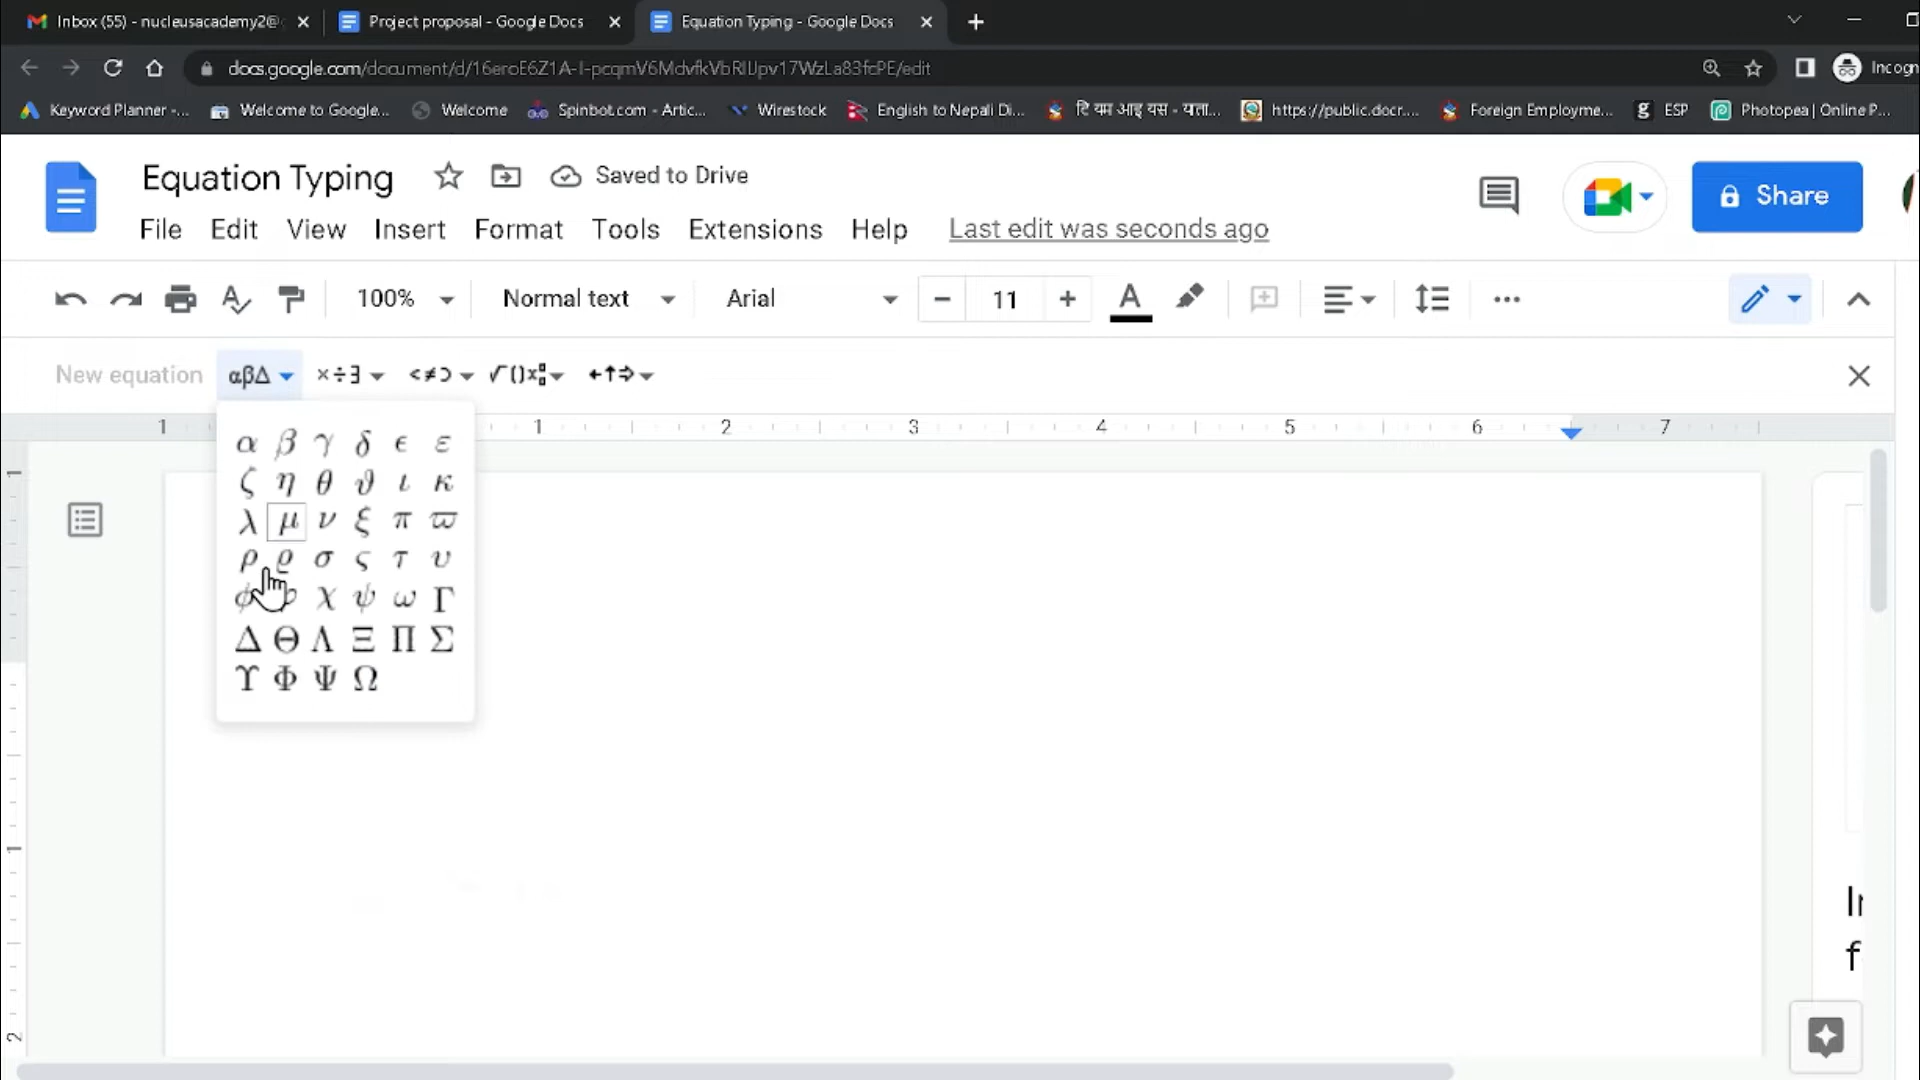 Inbox (55) - nucleusacademy2@
Project proposal - Google Docs
Equation Typing - Google Docs
docs.google.com/document/d/16eroE6Z1A-I-pcqmV6MdvfkVbRlUpv17WzLa83fcPE/edit
Incogn
Keyword Planner -...
Welcome to Google...
Welcome
Spinbot.com - Artic...
Wirestock
English to Nepali Di...
https://public.docr....
Foreign Employme...
ESP
Photopea | Online P...
Equation Typing
Saved to Drive
Share
File Edit View Insert Format Tools Extensions Help
Last edit was seconds ago
100%
Normal text
Arial
− 11 +
New equation
αβΔ
×÷∃
<≠⊃
√()x
←↑⇒
1 1 2 3 4 5 6 7
α β γ δ ϵ ε
ζ η θ ϑ ι κ
λ μ ν ξ π ϖ
ρ ϱ σ ς τ υ
ϕ χ ψ ω Γ
Δ Θ Λ Ξ Π Σ
ϒ Φ Ψ Ω
1
1
2